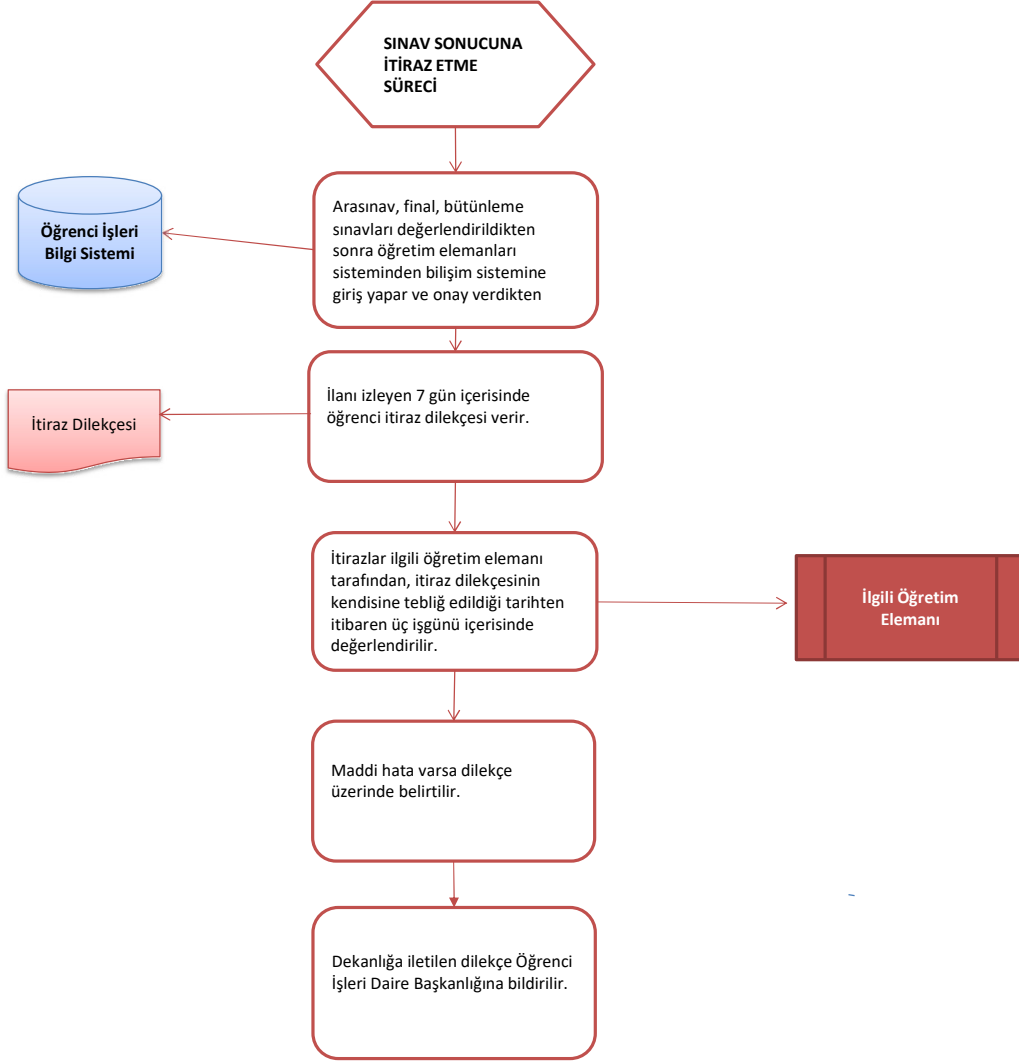 SINAV SONUCUNA
İTİRAZ ETME
SÜRECİ
Arasınav, final, bütünleme
sınavları değerlendirildikten
sonra öğretim elemanları
sisteminden bilişim sistemine
giriş yapar ve onay verdikten
Öğrenci İşleri
Bilgi Sistemi
İlanı izleyen 7 gün içerisinde
öğrenci itiraz dilekçesi verir.
İtiraz Dilekçesi
İtirazlar ilgili öğretim elemanı
tarafından, itiraz dilekçesinin
kendisine tebliğ edildiği tarihten
itibaren üç işgünü içerisinde
değerlendirilir.
İlgili Öğretim
Elemanı
Maddi hata varsa dilekçe
üzerinde belirtilir.
Dekanlığa iletilen dilekçe Öğrenci
İşleri Daire Başkanlığına bildirilir.